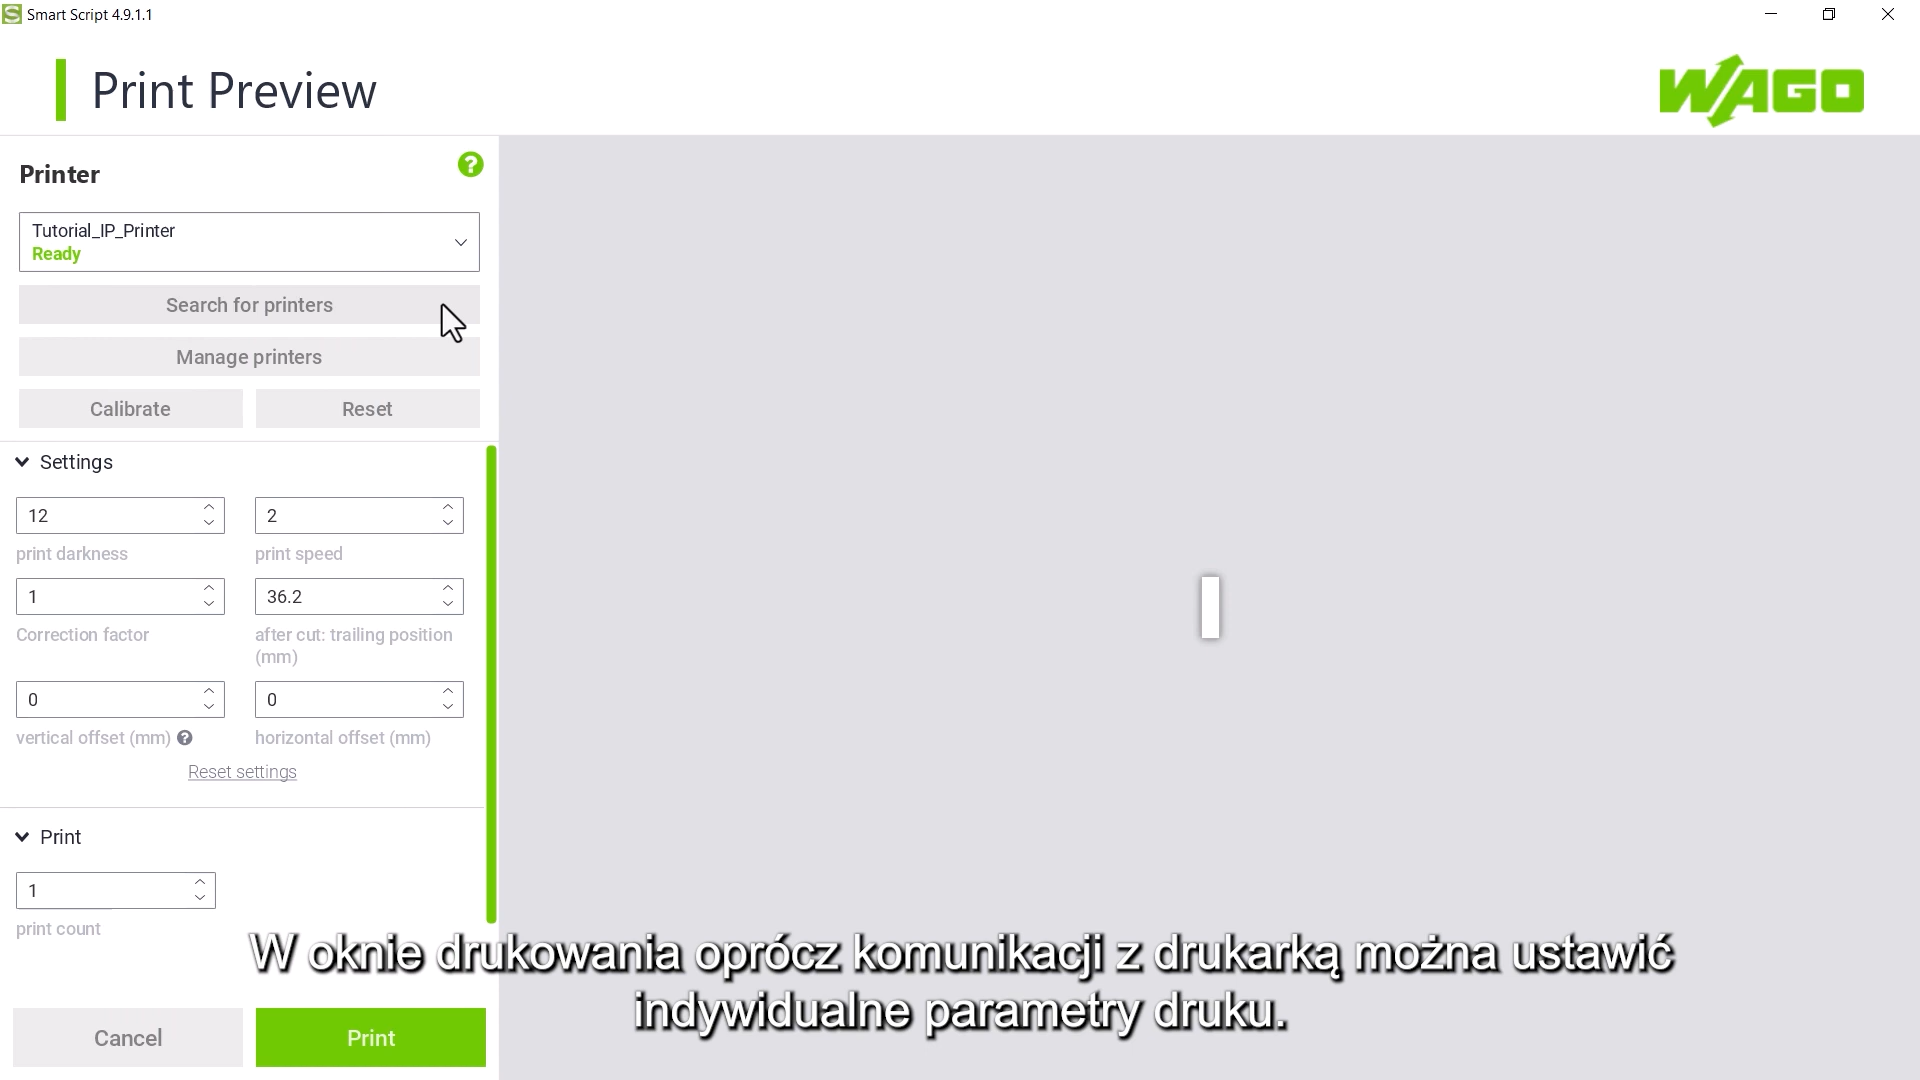 Smart Script 4.9.1.1
Print Preview
WAGO
Printer
?
Tutorial_IP_Printer
Ready
Search for printers
Manage printers
Calibrate
Reset
Settings
12
2
print darkness
print speed
1
36.2
Correction factor
after cut: trailing position
(mm)
0
0
vertical offset (mm) ?
horizontal offset (mm)
Reset settings
Print
1
print count
W oknie drukowania oprócz komunikacji z drukarką można ustawić
indywidualne parametry druku.
Cancel
Print